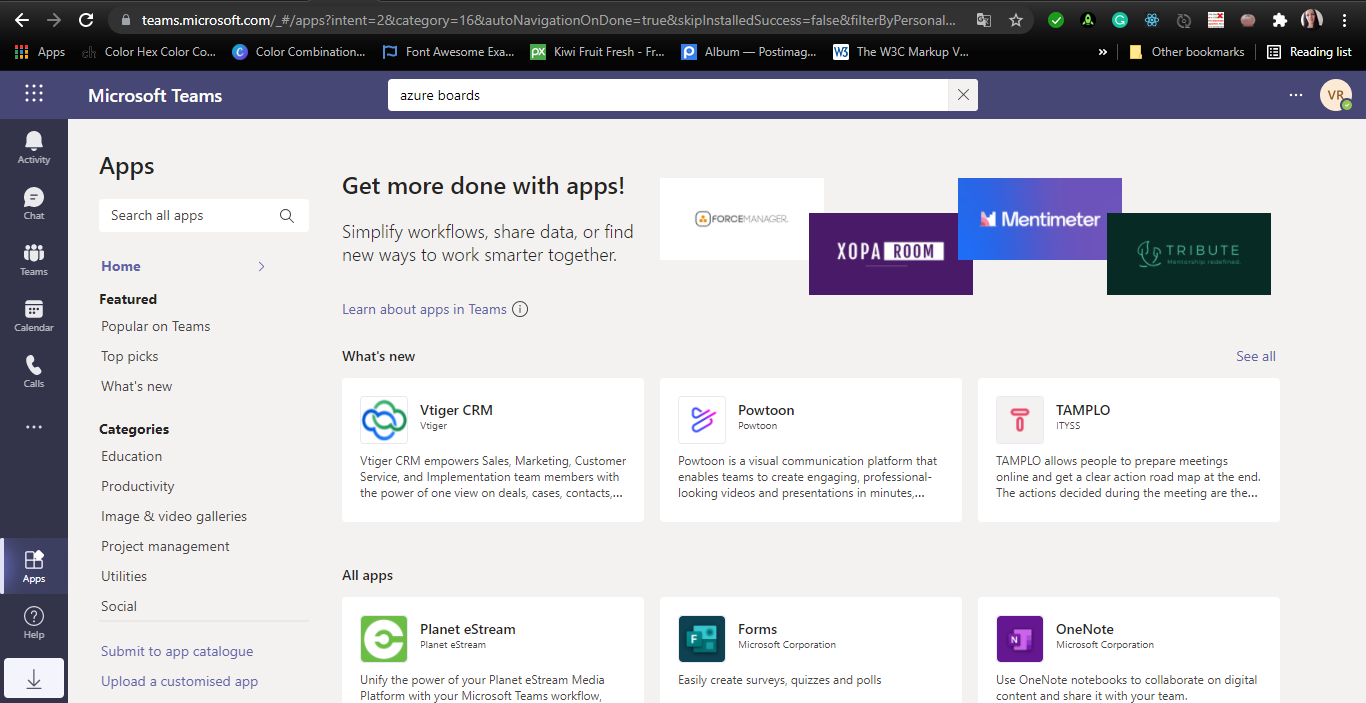 teams.microsoft.com/_#/apps?intent=2&category=16&autoNavigationOnDone=true&skipInstalledSuccess=false&filterByPersonal...
Apps
Color Hex Color Co...
Color Combination...
Font Awesome Exa...
Kiwi Fruit Fresh - Fr...
Album — Postimag...
The W3C Markup V...
»
Other bookmarks
Reading list
Microsoft Teams
azure boards
VR
Activity
Chat
Teams
Calendar
Calls
Apps
Help
Apps
Search all apps
Home
Featured
Popular on Teams
Top picks
What's new
Categories
Education
Productivity
Image & video galleries
Project management
Utilities
Social
Submit to app catalogue
Upload a customised app
Get more done with apps!
Simplify workflows, share data, or find
new ways to work smarter together.
Learn about apps in Teams
FORCEMANAGER
XOPA ROOM
Mentimeter
TRIBUTE
Mentorship redefined.
What's new
See all
Vtiger CRM
Vtiger
Vtiger CRM empowers Sales, Marketing, Customer
Service, and Implementation team members with
the power of one view on deals, cases, contacts,...
Powtoon
Powtoon
Powtoon is a visual communication platform that
enables teams to create engaging, professional-
looking videos and presentations in minutes,...
TAMPLO
ITYSS
TAMPLO allows people to prepare meetings
online and get a clear action road map at the end.
The actions decided during the meeting are the...
All apps
Planet eStream
Planet eStream
Unify the power of your Planet eStream Media
Platform with your Microsoft Teams workflow,
Forms
Microsoft Corporation
Easily create surveys, quizzes and polls
OneNote
Microsoft Corporation
Use OneNote notebooks to collaborate on digital
content and share it with your team.